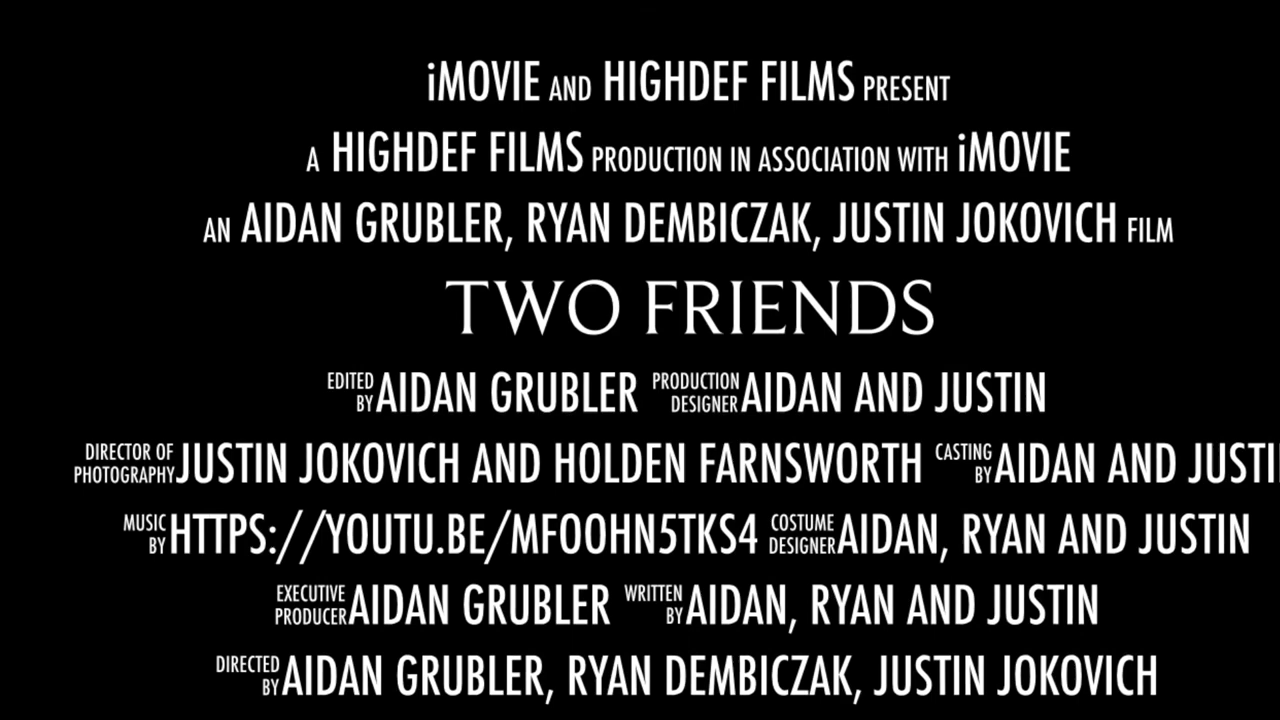 iMOVIE AND HIGHDEF FILMS PRESENT
A HIGHDEF FILMS PRODUCTION IN ASSOCIATION WITH iMOVIE
AN AIDAN GRUBLER, RYAN DEMBICZAK, JUSTIN JOKOVICH FILM
TWO FRIENDS
EDITED BY AIDAN GRUBLER PRODUCTION DESIGNER AIDAN AND JUSTIN
DIRECTOR OF PHOTOGRAPHY JUSTIN JOKOVICH AND HOLDEN FARNSWORTH CASTING BY AIDAN AND JUSTI
MUSIC BY HTTPS://YOUTU.BE/MFOOHN5TKS4 COSTUME DESIGNER AIDAN, RYAN AND JUSTIN
EXECUTIVE PRODUCER AIDAN GRUBLER WRITTEN BY AIDAN, RYAN AND JUSTIN
DIRECTED BY AIDAN GRUBLER, RYAN DEMBICZAK, JUSTIN JOKOVICH